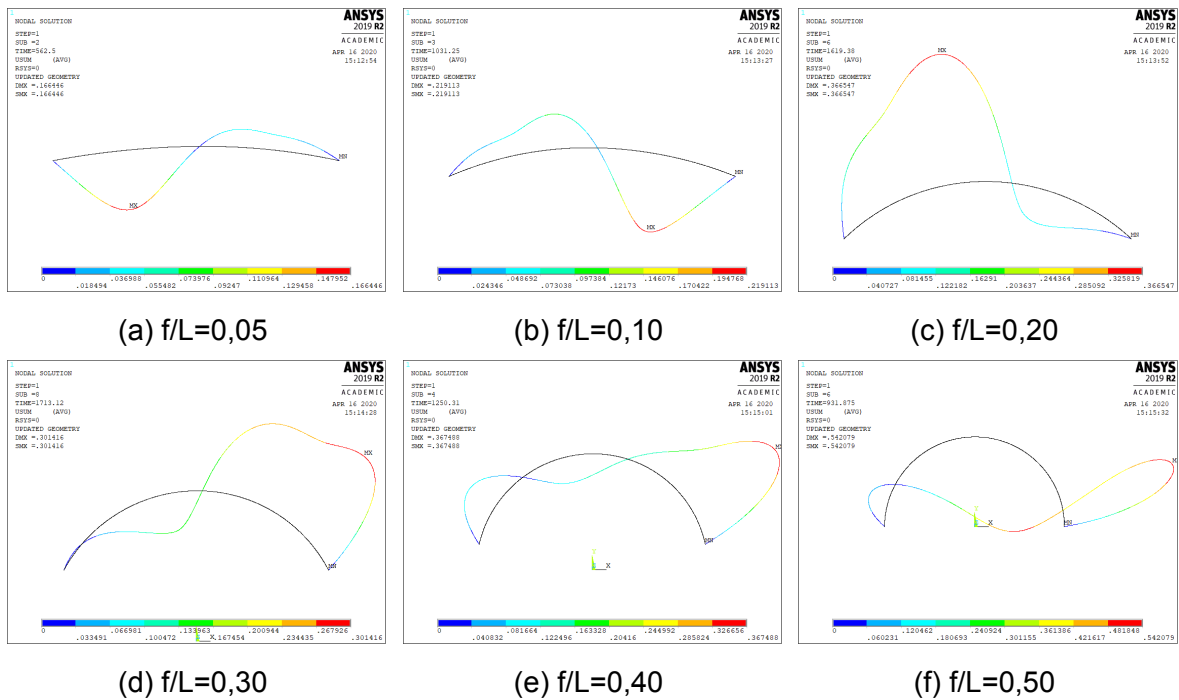 1
NODAL SOLUTION
STEP=1
SUB =2
TIME=562.5
USUM (AVG)
RSYS=0
UPDATED GEOMETRY
DMX =.166446
SMX =.166446
ANSYS
2019 R2
ACADEMIC
APR 16 2020
15:12:54
MN
MX
0 .036988 .073976 .110964 .147952
.018494 .055482 .09247 .129458 .166446
(a) f/L=0,05
1
NODAL SOLUTION
STEP=1
SUB =3
TIME=1031.25
USUM (AVG)
RSYS=0
UPDATED GEOMETRY
DMX =.219113
SMX =.219113
ANSYS
2019 R2
ACADEMIC
APR 16 2020
15:13:27
MN
MX
0 .048692 .097384 .146076 .194768
.024346 .073038 .12173 .170422 .219113
(b) f/L=0,10
1
NODAL SOLUTION
STEP=1
SUB =6
TIME=1619.38
USUM (AVG)
RSYS=0
UPDATED GEOMETRY
DMX =.366547
SMX =.366547
ANSYS
2019 R2
ACADEMIC
APR 16 2020
15:13:52
MX
MN
0 .081455 .16291 .244364 .325819
.040727 .122182 .203637 .285092 .366547
(c) f/L=0,20
1
NODAL SOLUTION
STEP=1
SUB =8
TIME=1713.12
USUM (AVG)
RSYS=0
UPDATED GEOMETRY
DMX =.301416
SMX =.301416
ANSYS
2019 R2
ACADEMIC
APR 16 2020
15:14:28
MX
MN
0 .066981 .133963 .200944 .267926
X
.033491 .100472 .167454 .234435 .301416
(d) f/L=0,30
1
NODAL SOLUTION
STEP=1
SUB =4
TIME=1250.31
USUM (AVG)
RSYS=0
UPDATED GEOMETRY
DMX =.367488
SMX =.367488
ANSYS
2019 R2
ACADEMIC
APR 16 2020
15:15:01
MX
MN
Y
X
0 .081664 .163328 .244992 .326656
.040832 .122496 .20416 .285824 .367488
(e) f/L=0,40
1
NODAL SOLUTION
STEP=1
SUB =6
TIME=931.875
USUM (AVG)
RSYS=0
UPDATED GEOMETRY
DMX =.542079
SMX =.542079
ANSYS
2019 R2
ACADEMIC
APR 16 2020
15:15:32
MN
Y
X
0 .120462 .240924 .361386 .481848
.060231 .180693 .301155 .421617 .542079
(f) f/L=0,50